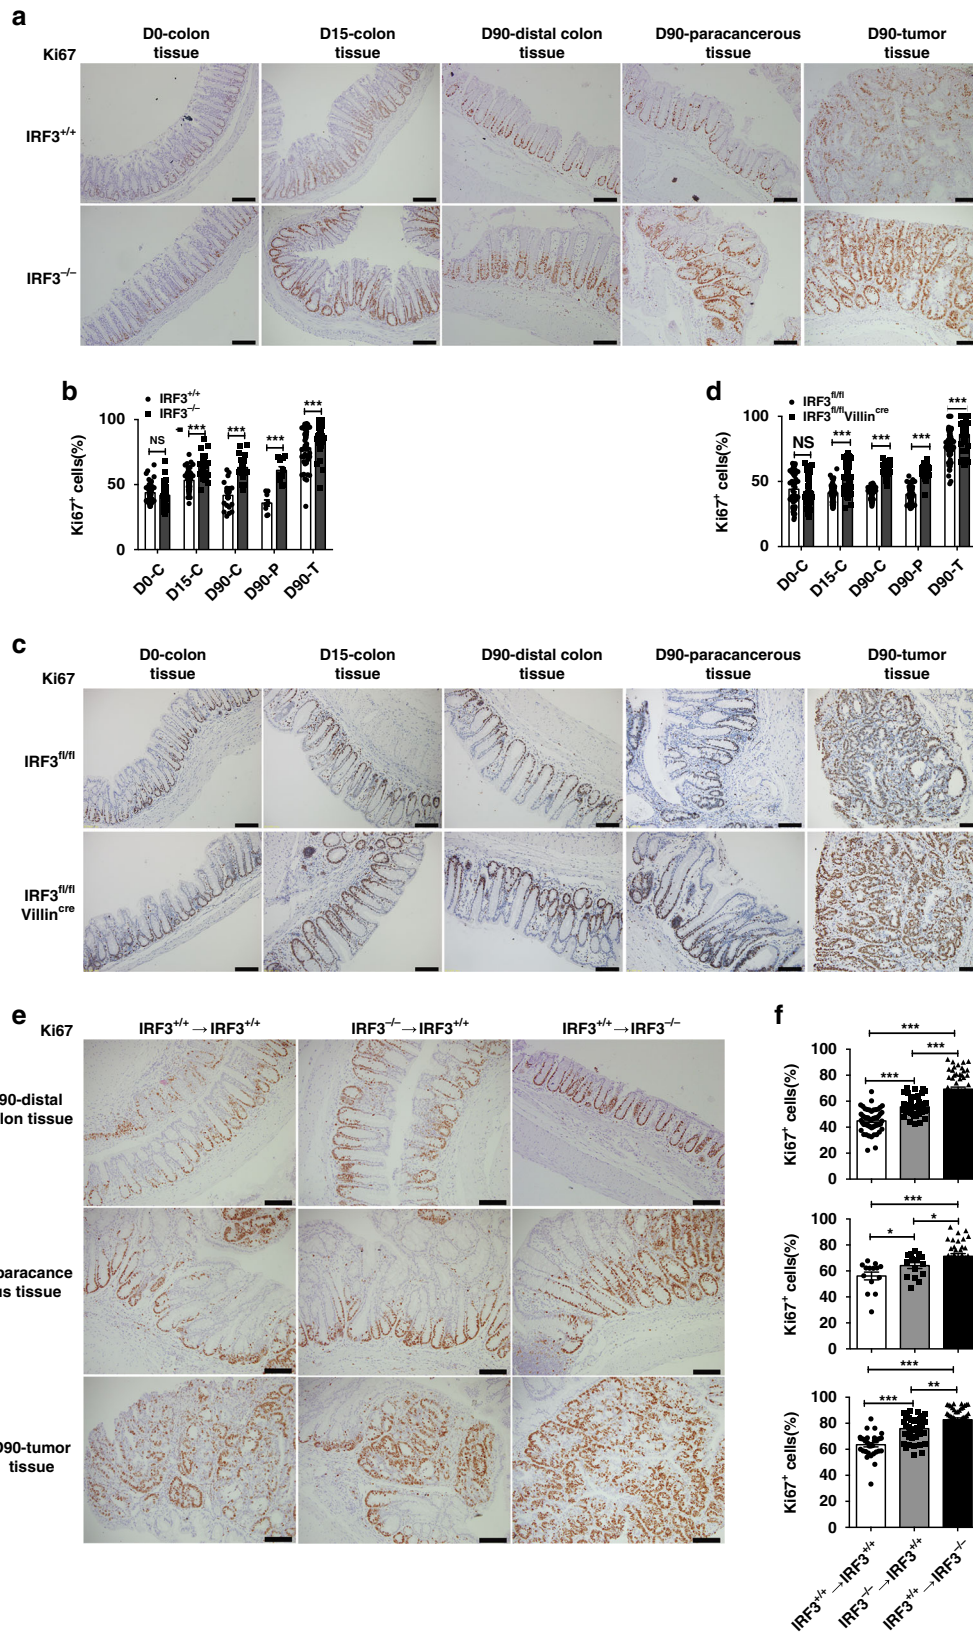 a
Ki67
D0-colon tissue
D15-colon tissue
D90-distal colon tissue
D90-paracancerous tissue
D90-tumor tissue
IRF3+/+
IRF3−/−
b
IRF3+/+
IRF3−/−
Ki67+ cells(%)
100
50
0
NS
***
***
***
***
D0-C
D15-C
D90-C
D90-P
D90-T
d
IRF3fl/fl
IRF3fl/flVillincre
Ki67+ cells(%)
100
50
0
NS
***
***
***
***
D0-C
D15-C
D90-C
D90-P
D90-T
c
Ki67
D0-colon tissue
D15-colon tissue
D90-distal colon tissue
D90-paracancerous tissue
D90-tumor tissue
IRF3fl/fl
IRF3fl/fl
Villincre
e
Ki67
IRF3+/+→IRF3+/+
IRF3−/−→IRF3+/+
IRF3+/+→IRF3−/−
90-distal
lon tissue
paracance
us tissue
D90-tumor
tissue
f
Ki67+ cells(%)
100
80
60
40
20
0
***
***
***
Ki67+ cells(%)
100
80
60
40
20
0
***
*
*
Ki67+ cells(%)
100
80
60
40
20
0
***
**
***
IRF3+/+→IRF3+/+
IRF3−/−→IRF3+/+
IRF3+/+→IRF3−/−